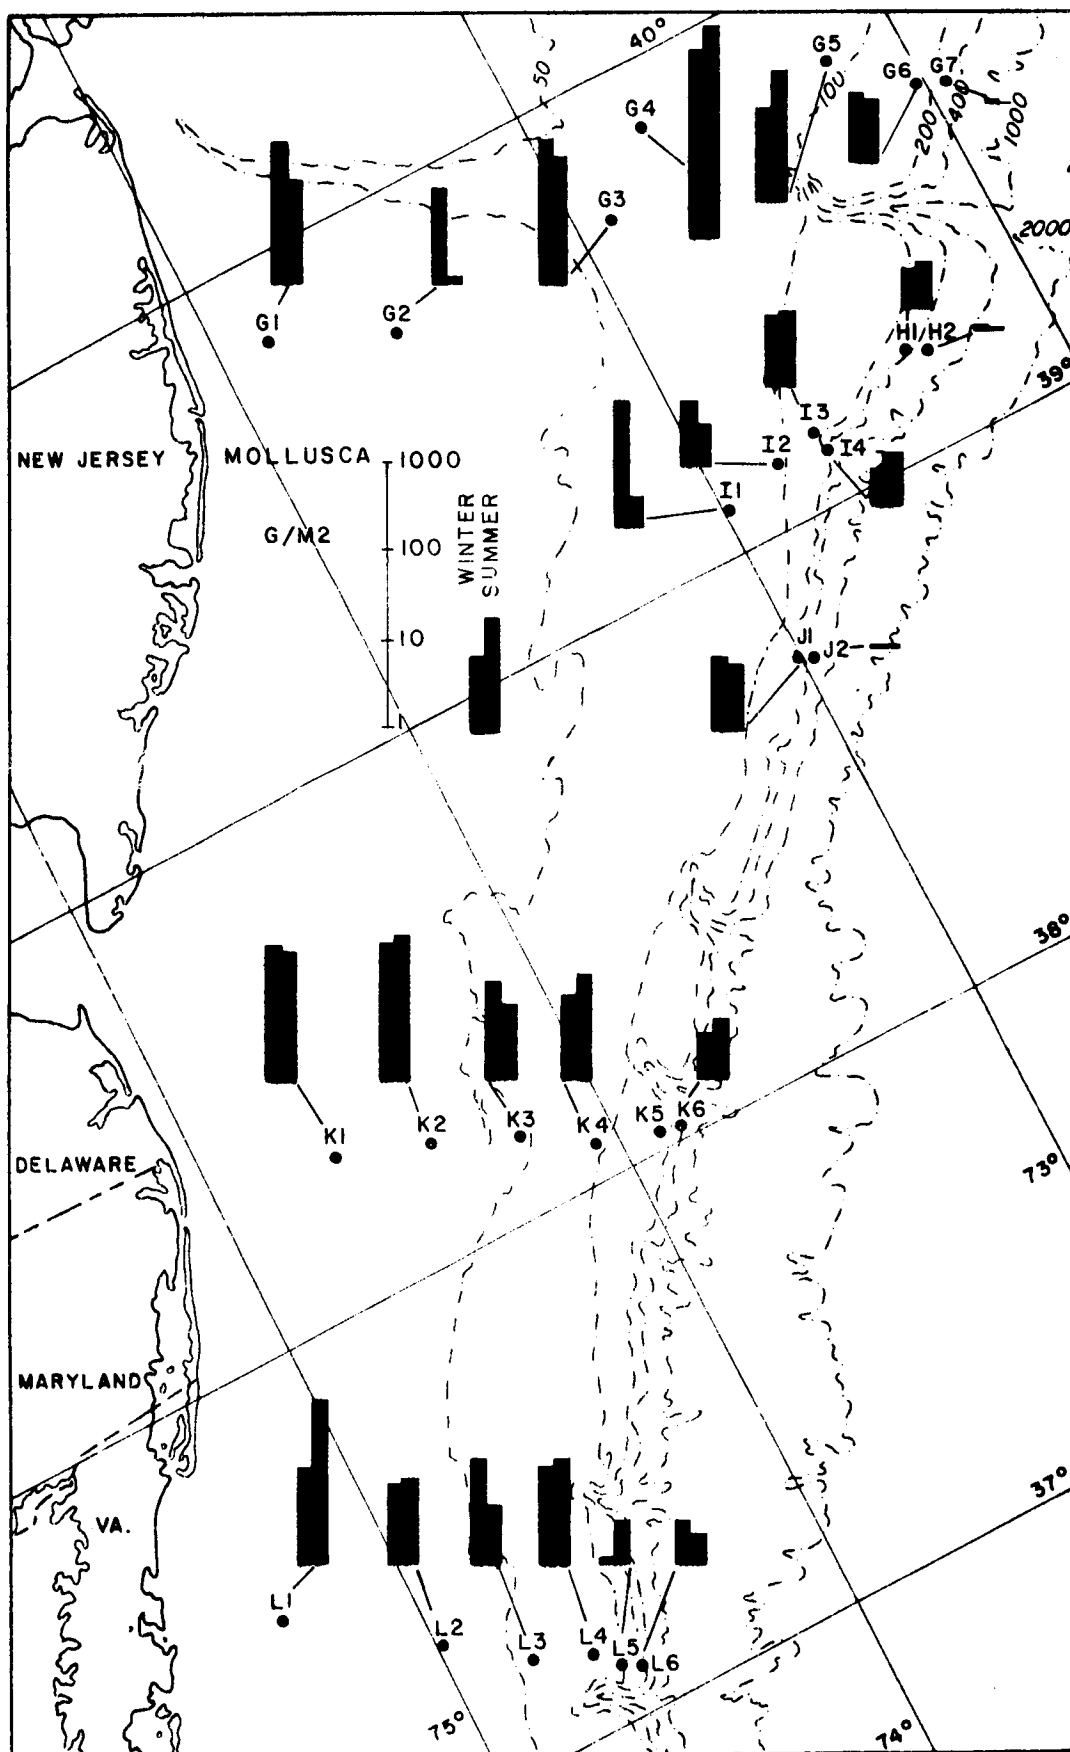 40°
50
100
G5
G6
G7
G4
200
400
1000
G3
2000
G1
G2
H1/H2
39°
I3
I4
I2
I1
NEW JERSEY
MOLLUSCA
G/M2
1000
100
10
1
WINTER
SUMMER
J1
J2
38°
K1
K2
K3
K4
K5
K6
DELAWARE
73°
MARYLAND
37°
VA.
L1
L2
L3
L4
L5
L6
75°
74°